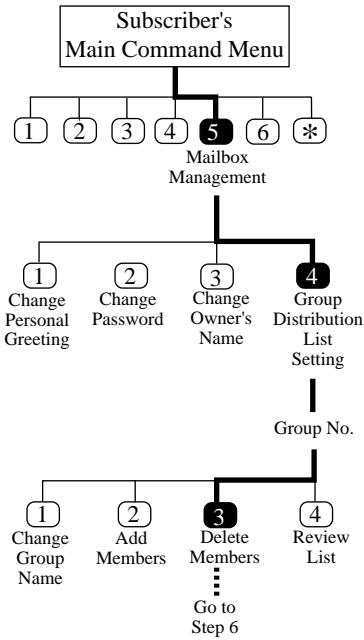 Subscriber's
Main Command Menu
1 2 3 4 5 6 *
Mailbox
Management
1 2 3 4
Change
Personal
Greeting
Change
Password
Change
Owner's
Name
Group
Distribution
List
Setting
Group No.
1 2 3 4
Change
Group
Name
Add
Members
Delete
Members
Review
List
Go to
Step 6